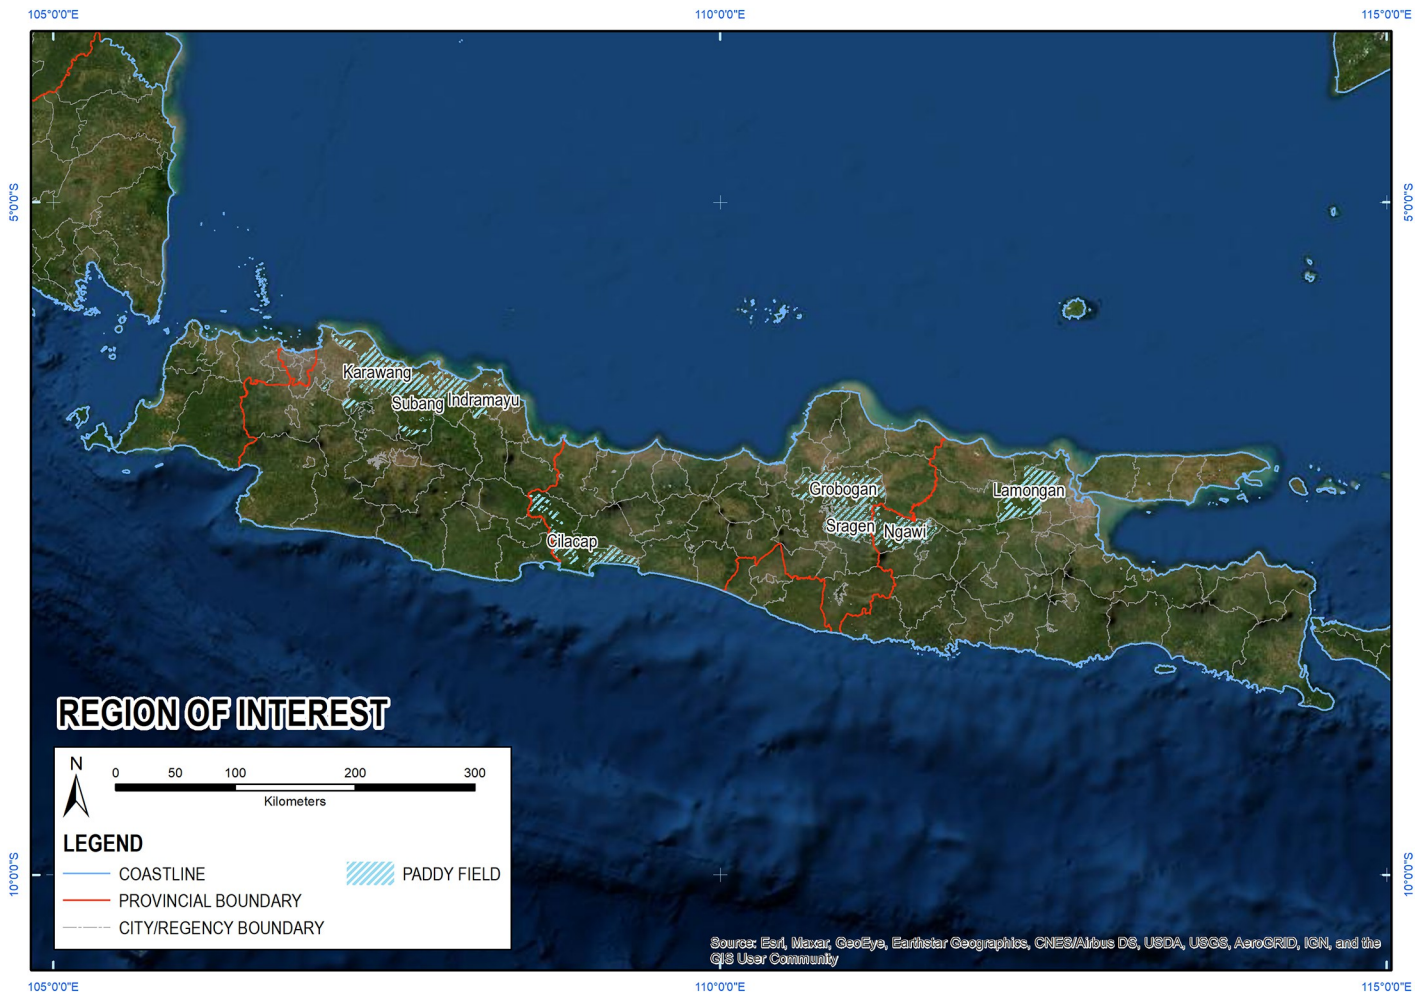 105°0'0"E
110°0'0"E
115°0'0"E
5°0'0"S
5°0'0"S
Karawang
Subang
Indramayu
Grobogan
Lamongan
Sragen
Ngawi
Cilacap
REGION OF INTEREST
N
0 50 100 200 300
Kilometers
LEGEND
COASTLINE
PADDY FIELD
PROVINCIAL BOUNDARY
CITY/REGENCY BOUNDARY
10°0'0"S
10°0'0"S
Source: Esri, Maxar, GeoEye, Earthstar Geographics, CNES/Airbus DS, USDA, USGS, AeroGRID, IGN, and the
GIS User Community
105°0'0"E
110°0'0"E
115°0'0"E